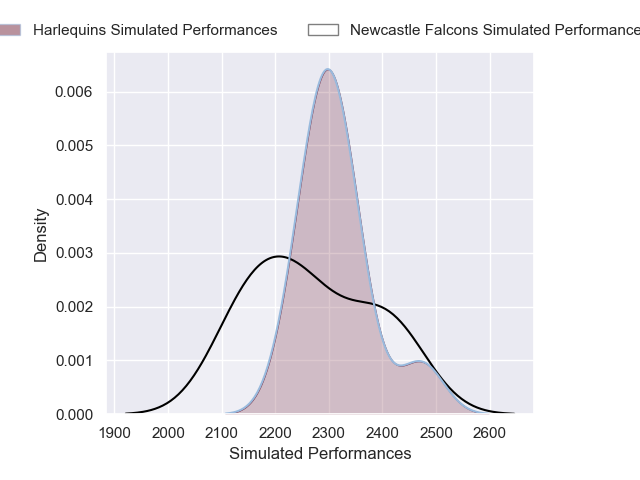 Harlequins Simulated Performances
Newcastle Falcons Simulated Performance
0.006
0.005
0.004
0.003
0.002
0.001
0.000
Density
1900 2000 2100 2200 2300 2400 2500 2600
Simulated Performances